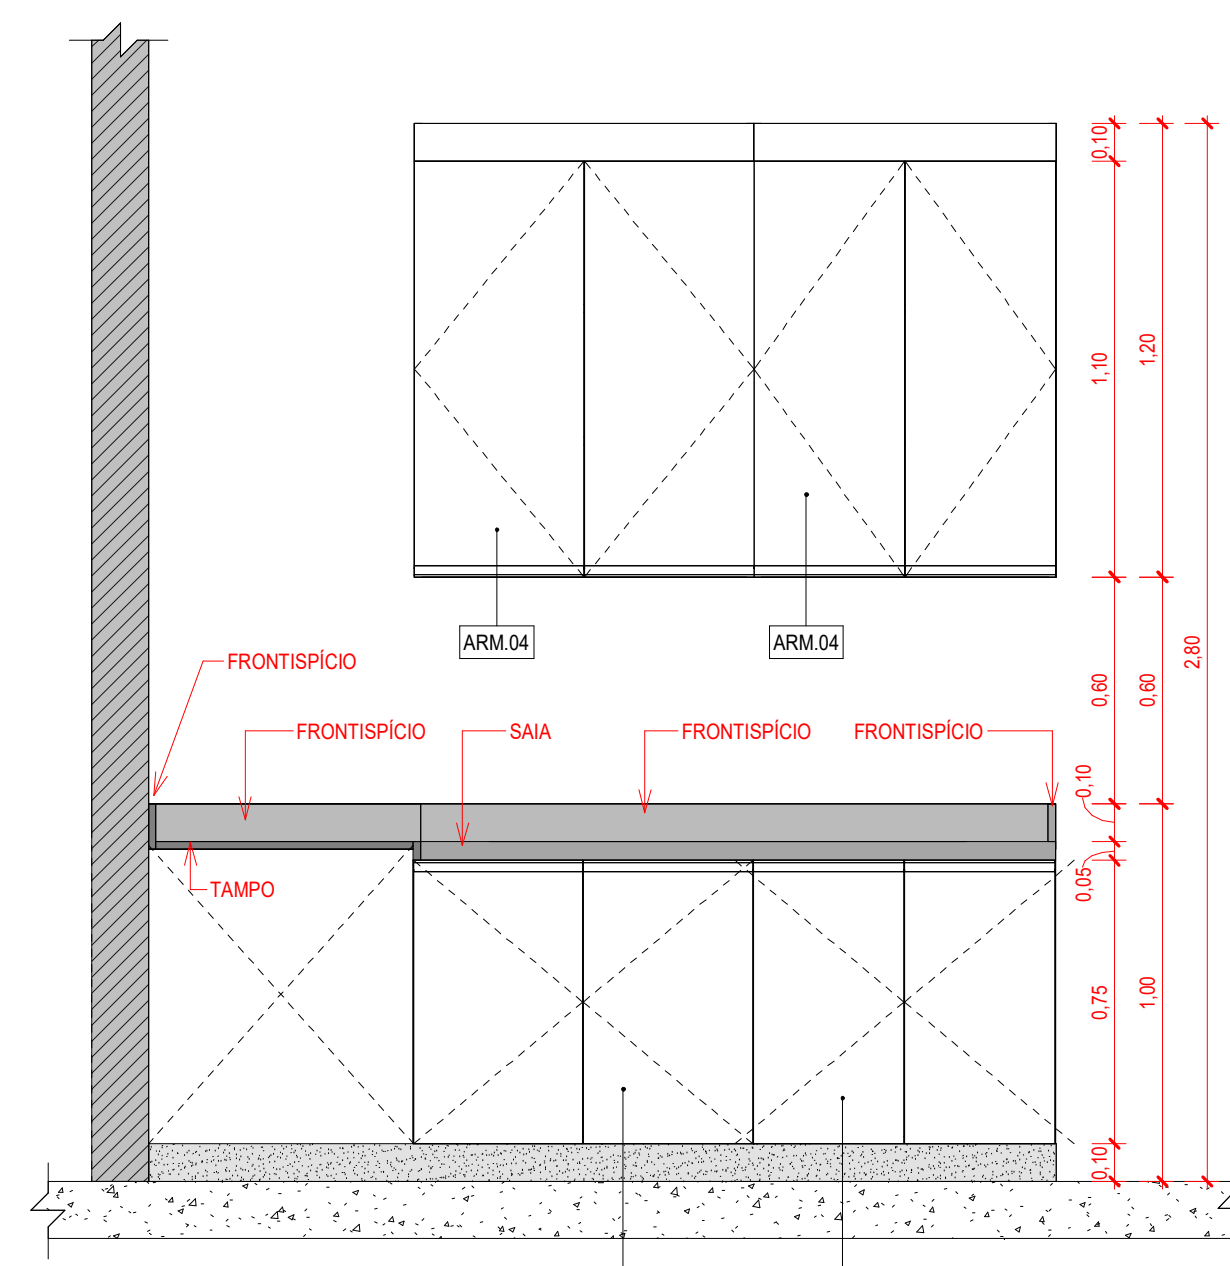 0,10
1,10
1,20
2,80
ARM.04
ARM.04
FRONTISPÍCIO
0,60
0,60
FRONTISPÍCIO
SAIA
FRONTISPÍCIO
FRONTISPÍCIO
0,10
TAMPO
0,05
0,75
1,00
0,10